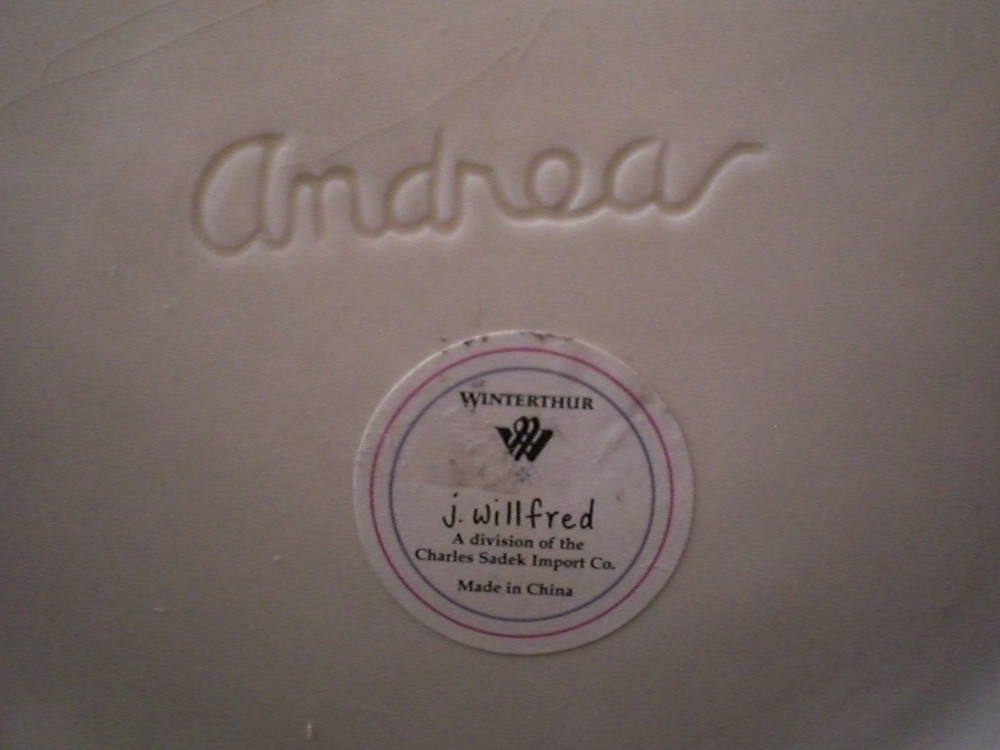 Andrea
WINTERTHUR
j. willfred
A division of the
Charles Sadek Import Co.
Made in China